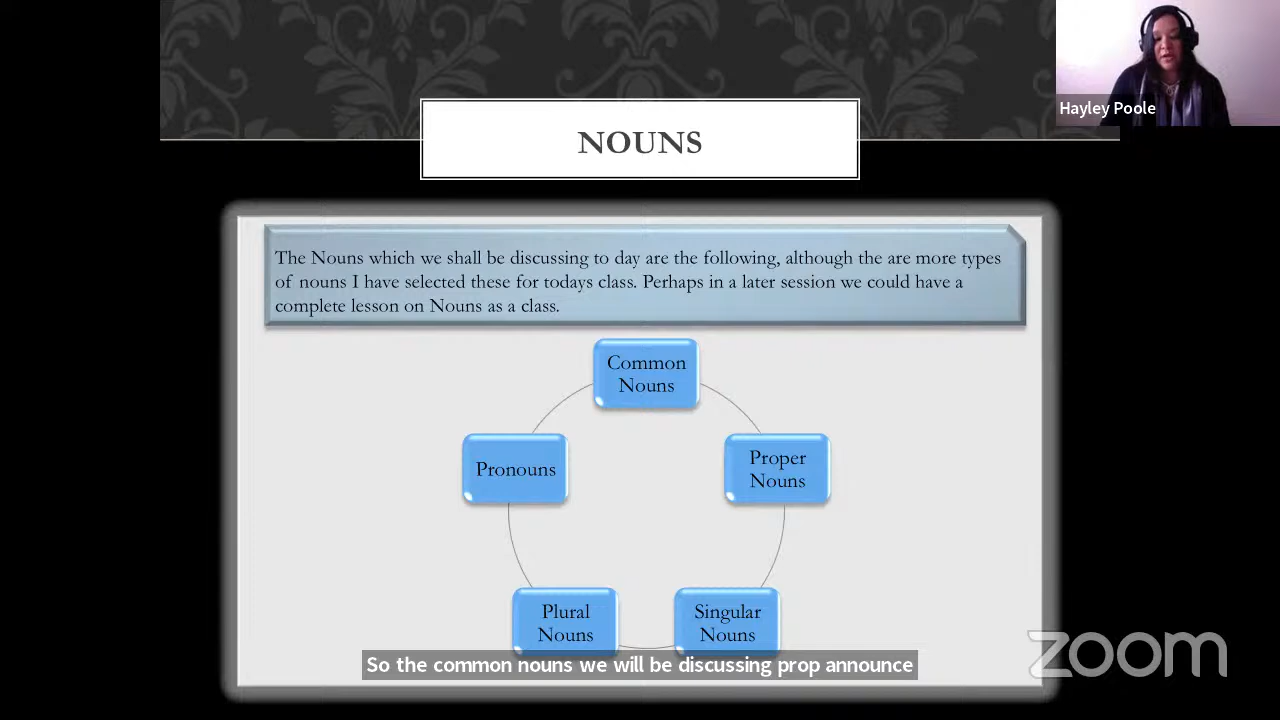 Hayley Poole
NOUNS
The Nouns which we shall be discussing to day are the following, although the are more types
of nouns I have selected these for todays class. Perhaps in a later session we could have a
complete lesson on Nouns as a class.
Common
Nouns
Pronouns
Proper
Nouns
Plural
Nouns
Singular
Nouns
So the common nouns we will be discussing prop announce
zoom